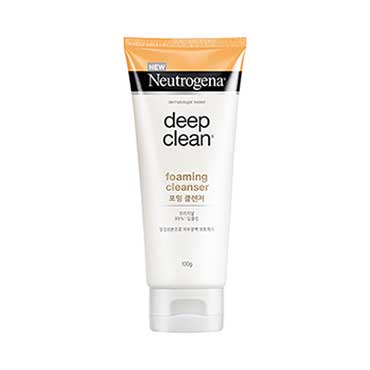 NEW
Neutrogena®
dermatologist tested
deep
clean®
foaming
cleanser
포밍 클렌저
100g